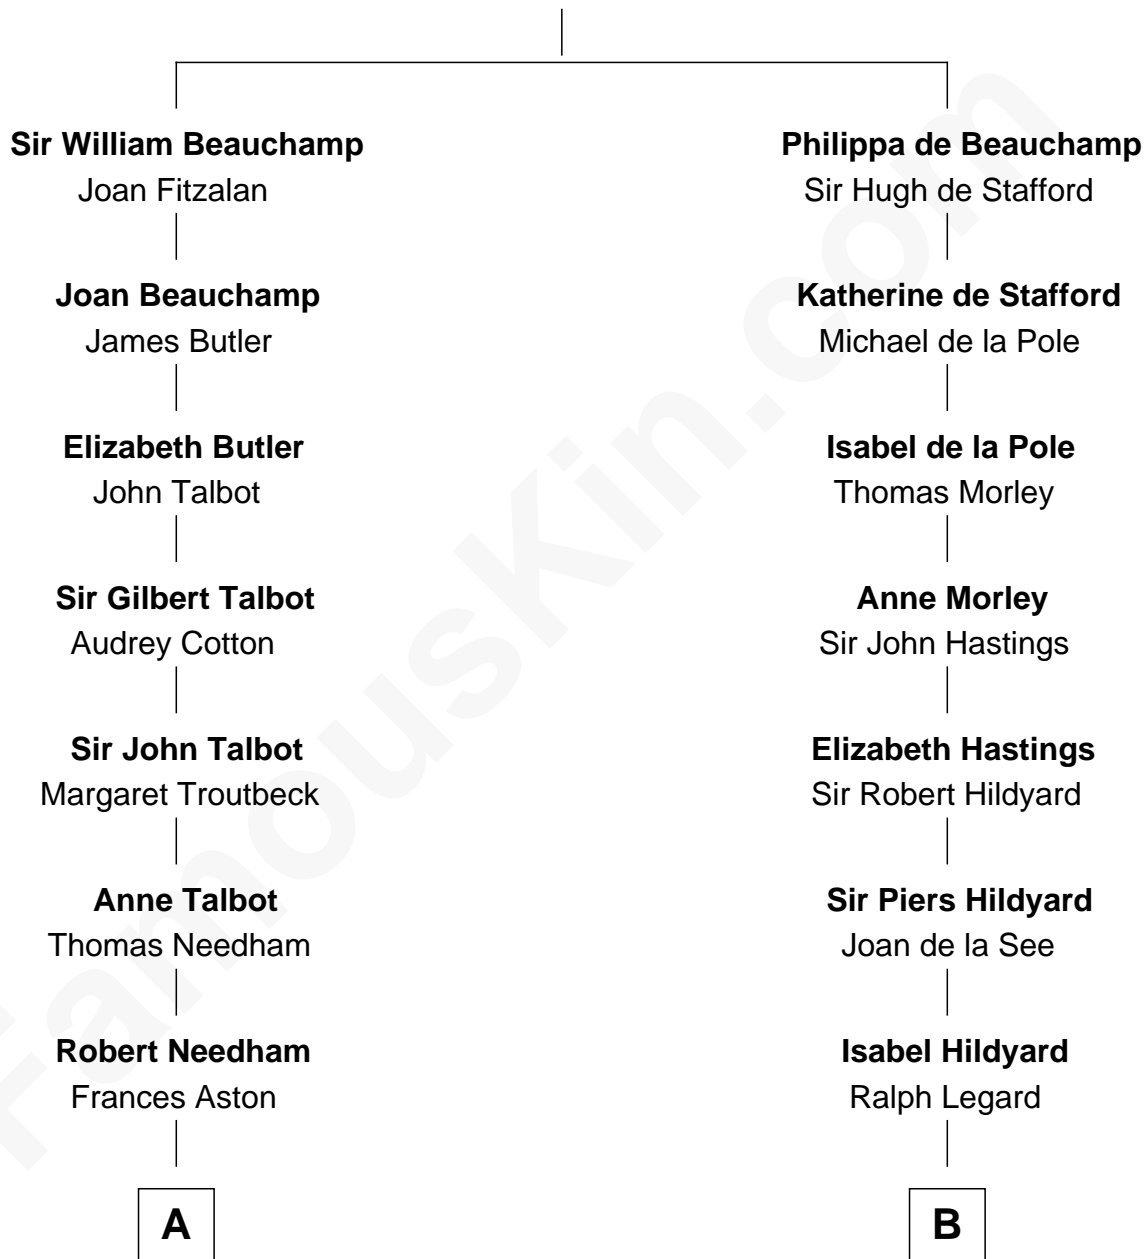 Sir William Beauchamp
Joan Fitzalan
Joan Beauchamp
James Butler
Elizabeth Butler
John Talbot
Sir Gilbert Talbot
Audrey Cotton
Sir John Talbot
Margaret Troutbeck
Anne Talbot
Thomas Needham
Robert Needham
Frances Aston
A
Philippa de Beauchamp
Sir Hugh de Stafford
Katherine de Stafford
Michael de la Pole
Isabel de la Pole
Thomas Morley
Anne Morley
Sir John Hastings
Elizabeth Hastings
Sir Robert Hildyard
Sir Piers Hildyard
Joan de la See
Isabel Hildyard
Ralph Legard
B
FamousKin.com